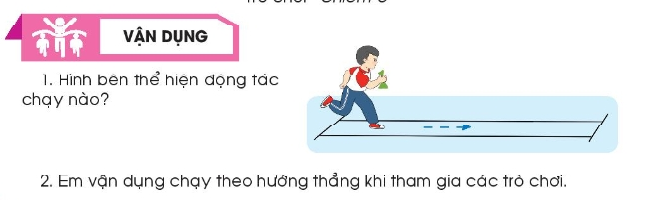 VẬN DỤNG
1. Hình bên thể hiện động tác
chạy nào?
2. Em vận dụng chạy theo hướng thẳng khi tham gia các trò chơi.